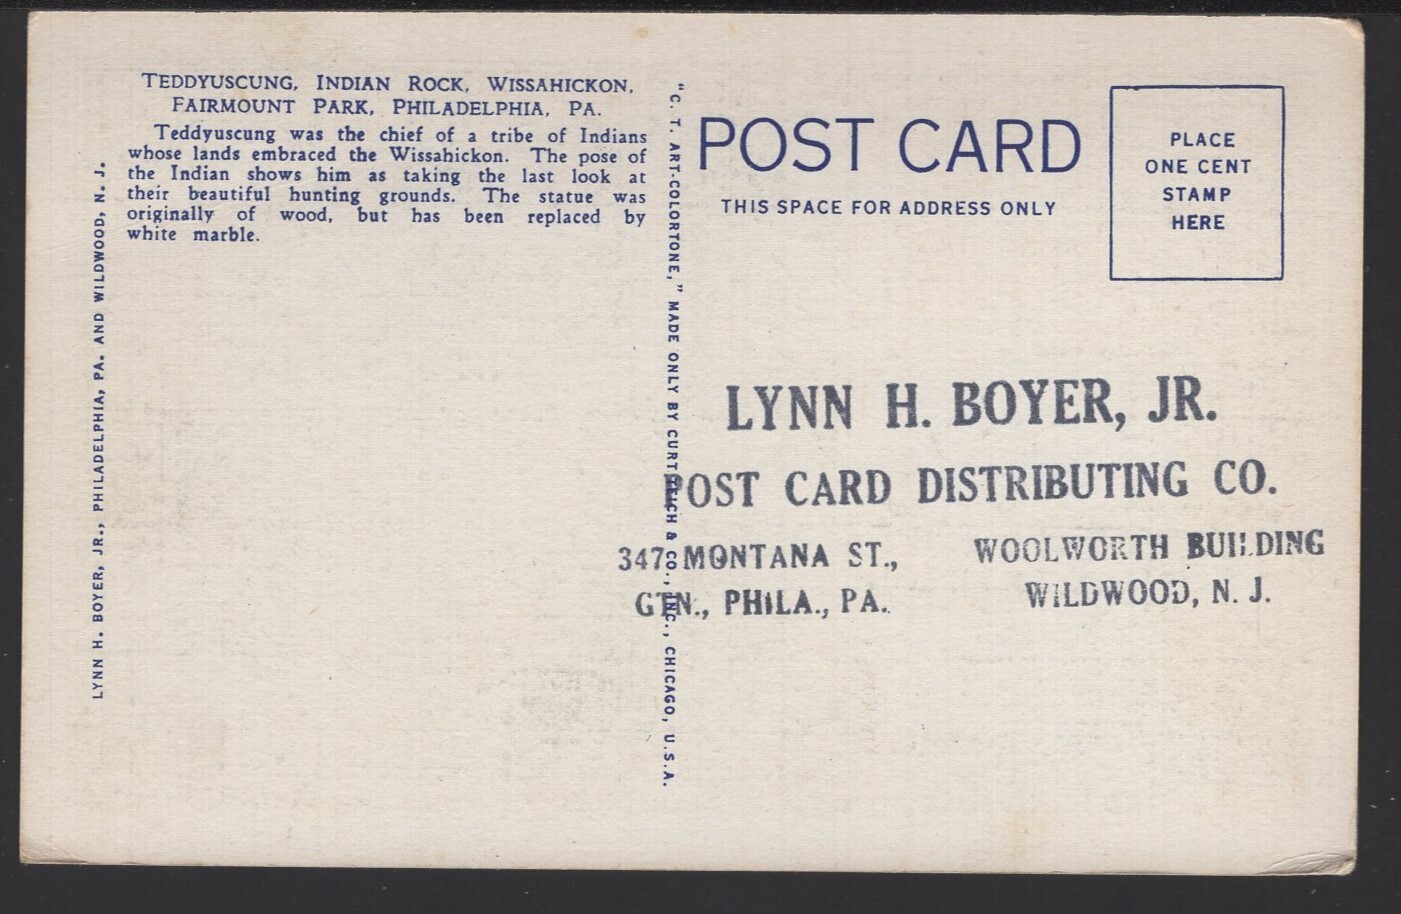 TEDDYUSCUNG, INDIAN ROCK, WISSAHICKON,
FAIRMOUNT PARK, PHILADELPHIA, PA.
Teddyuscung was the chief of a tribe of Indians
whose lands embraced the Wissahickon. The pose of
the Indian shows him as taking the last look at
their beautiful hunting grounds. The statue was
originally of wood, but has been replaced by
white marble.
LYNN H. BOYER, JR., PHILADELPHIA, PA. AND WILDWOOD, N. J.
"C. T. ART-COLORTONE," MADE ONLY BY CURT TEICH & CO., INC., CHICAGO, U.S.A.
POST CARD
THIS SPACE FOR ADDRESS ONLY
PLACE
ONE CENT
STAMP
HERE
LYNN H. BOYER, JR.
POST CARD DISTRIBUTING CO.
347 MONTANA ST., WOOLWORTH BUILDING
GTN., PHILA., PA. WILDWOOD, N. J.